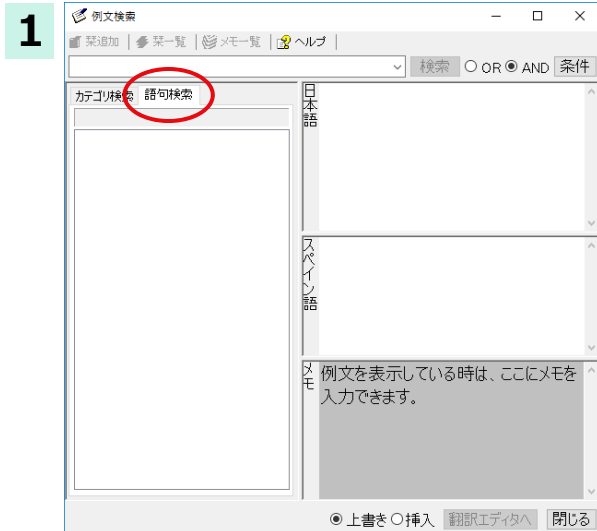 1
例文検索
栞追加 栞一覧 メモ一覧 ヘルプ
検索 OR AND 条件
カテゴリ検索 語句検索
日本語
スペイン語
メモ
例文を表示している時は、ここにメモを
入力できます。
上書き 挿入 翻訳エディタへ 閉じる